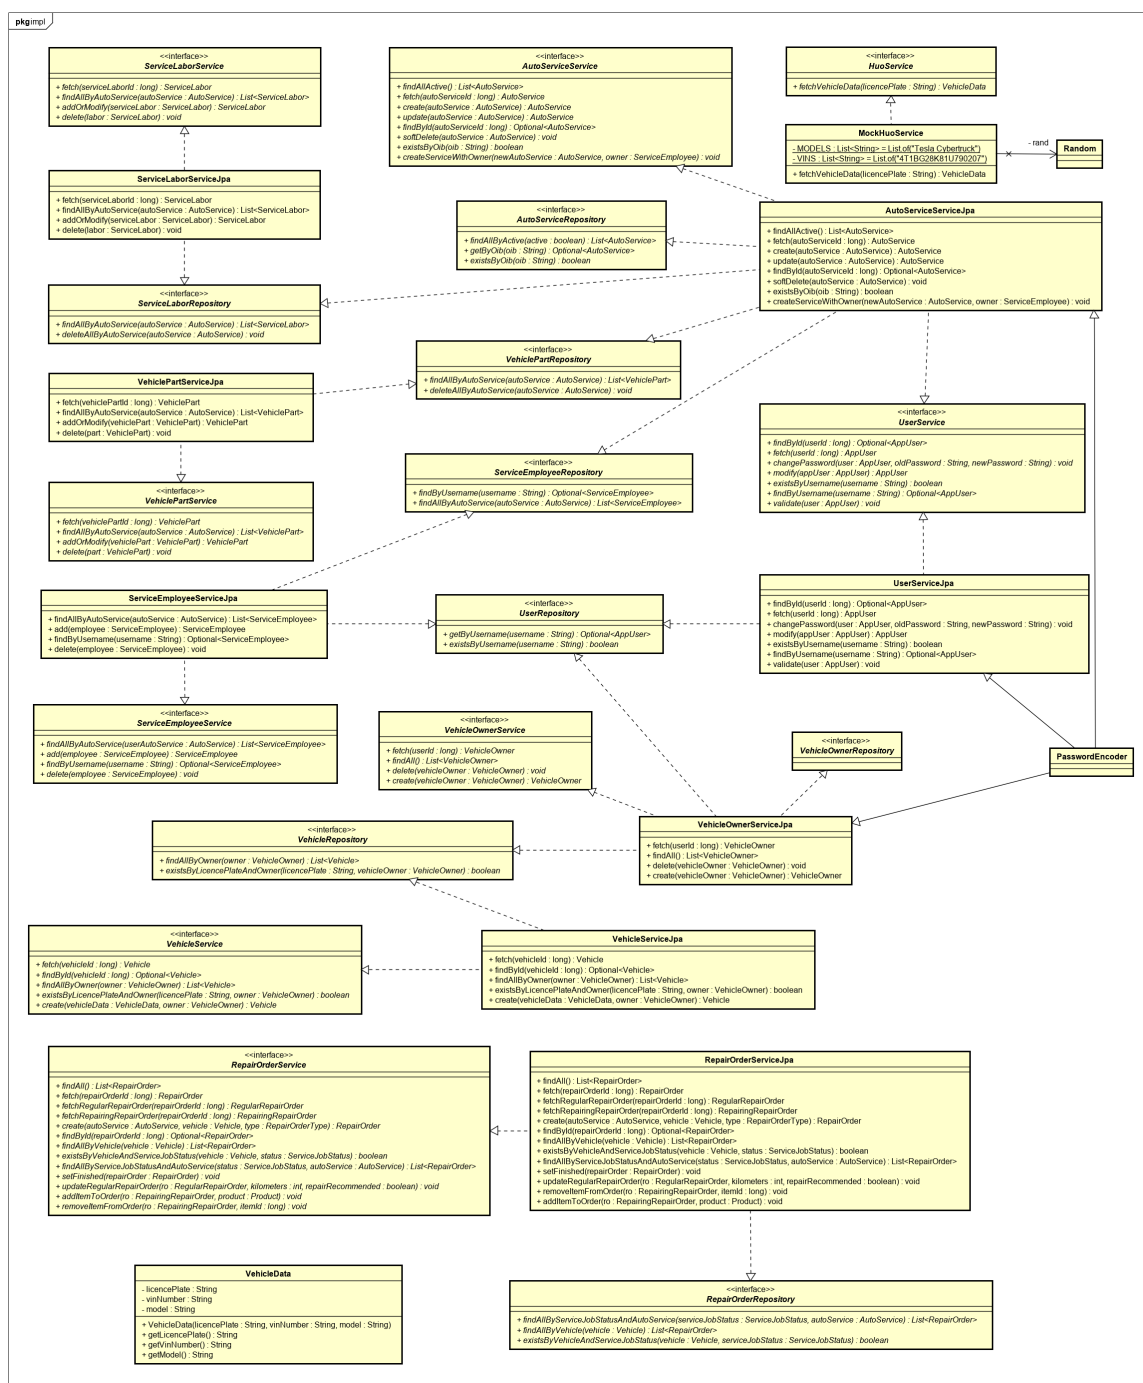 pkg impl
<<interface>>
ServiceLaborService
+ fetch(serviceLaborId : long) : ServiceLabor
+ findAllByAutoService(autoService : AutoService) : List<ServiceLabor>
+ addOrModify(serviceLabor : ServiceLabor) : ServiceLabor
+ delete(labor : ServiceLabor) : void
<<interface>>
AutoServiceService
+ findAllActive() : List<AutoService>
+ fetch(autoServiceId : long) : AutoService
+ create(autoService : AutoService) : AutoService
+ update(autoService : AutoService) : AutoService
+ findById(autoServiceId : long) : Optional<AutoService>
+ softDelete(autoService : AutoService) : void
+ existsByOib(oib : String) : boolean
+ createServiceWithOwner(newAutoService : AutoService, owner : ServiceEmployee) : void
<<interface>>
HuoService
+ fetchVehicleData(licencePlate : String) : VehicleData
MockHuoService
- MODELS : List<String> = List.of("Tesla Cybertruck")
- VINS : List<String> = List.of("4T1BG28K81U790207")
+ fetchVehicleData(licencePlate : String) : VehicleData
- rand
Random
ServiceLaborServiceJpa
+ fetch(serviceLaborId : long) : ServiceLabor
+ findAllByAutoService(autoService : AutoService) : List<ServiceLabor>
+ addOrModify(serviceLabor : ServiceLabor) : ServiceLabor
+ delete(labor : ServiceLabor) : void
<<interface>>
AutoServiceRepository
+ findAllByActive(active : boolean) : List<AutoService>
+ getByOib(oib : String) : Optional<AutoService>
+ existsByOib(oib : String) : boolean
AutoServiceServiceJpa
+ findAllActive() : List<AutoService>
+ fetch(autoServiceId : long) : AutoService
+ create(autoService : AutoService) : AutoService
+ update(autoService : AutoService) : AutoService
+ findById(autoServiceId : long) : Optional<AutoService>
+ softDelete(autoService : AutoService) : void
+ existsByOib(oib : String) : boolean
+ createServiceWithOwner(newAutoService : AutoService, owner : ServiceEmployee) : void
<<interface>>
ServiceLaborRepository
+ findAllByAutoService(autoService : AutoService) : List<ServiceLabor>
+ deleteAllByAutoService(autoService : AutoService) : void
<<interface>>
VehiclePartRepository
+ findAllByAutoService(autoService : AutoService) : List<VehiclePart>
+ deleteAllByAutoService(autoService : AutoService) : void
VehiclePartServiceJpa
+ fetch(vehiclePartId : long) : VehiclePart
+ findAllByAutoService(autoService : AutoService) : List<VehiclePart>
+ addOrModify(vehiclePart : VehiclePart) : VehiclePart
+ delete(part : VehiclePart) : void
<<interface>>
UserService
+ findById(userId : long) : Optional<AppUser>
+ fetch(userId : long) : AppUser
+ changePassword(user : AppUser, oldPassword : String, newPassword : String) : void
+ modify(appUser : AppUser) : AppUser
+ existsByUsername(username : String) : boolean
+ findByUsername(username : String) : Optional<AppUser>
+ validate(user : AppUser) : void
<<interface>>
ServiceEmployeeRepository
+ findByUsername(username : String) : Optional<ServiceEmployee>
+ findAllByAutoService(autoService : AutoService) : List<ServiceEmployee>
<<interface>>
VehiclePartService
+ fetch(vehiclePartId : long) : VehiclePart
+ findAllByAutoService(autoService : AutoService) : List<VehiclePart>
+ addOrModify(vehiclePart : VehiclePart) : VehiclePart
+ delete(part : VehiclePart) : void
ServiceEmployeeServiceJpa
+ findAllByAutoService(autoService : AutoService) : List<ServiceEmployee>
+ add(employee : ServiceEmployee) : ServiceEmployee
+ findByUsername(username : String) : Optional<ServiceEmployee>
+ delete(employee : ServiceEmployee) : void
<<interface>>
UserRepository
+ getByUsername(username : String) : Optional<AppUser>
+ existsByUsername(username : String) : boolean
UserServiceJpa
+ findById(userId : long) : Optional<AppUser>
+ fetch(userId : long) : AppUser
+ changePassword(user : AppUser, oldPassword : String, newPassword : String) : void
+ modify(appUser : AppUser) : AppUser
+ existsByUsername(username : String) : boolean
+ findByUsername(username : String) : Optional<AppUser>
+ validate(user : AppUser) : void
<<interface>>
ServiceEmployeeService
+ findAllByAutoService(userAutoService : AutoService) : List<ServiceEmployee>
+ add(employee : ServiceEmployee) : ServiceEmployee
+ findByUsername(username : String) : Optional<ServiceEmployee>
+ delete(employee : ServiceEmployee) : void
<<interface>>
VehicleOwnerService
+ fetch(userId : long) : VehicleOwner
+ findAll() : List<VehicleOwner>
+ delete(vehicleOwner : VehicleOwner) : void
+ create(vehicleOwner : VehicleOwner) : VehicleOwner
<<interface>>
VehicleOwnerRepository
PasswordEncoder
<<interface>>
VehicleRepository
+ findAllByOwner(owner : VehicleOwner) : List<Vehicle>
+ existsByLicencePlateAndOwner(licencePlate : String, vehicleOwner : VehicleOwner) : boolean
VehicleOwnerServiceJpa
+ fetch(userId : long) : VehicleOwner
+ findAll() : List<VehicleOwner>
+ delete(vehicleOwner : VehicleOwner) : void
+ create(vehicleOwner : VehicleOwner) : VehicleOwner
<<interface>>
VehicleService
+ fetch(vehicleId : long) : Vehicle
+ findById(vehicleId : long) : Optional<Vehicle>
+ findAllByOwner(owner : VehicleOwner) : List<Vehicle>
+ existsByLicencePlateAndOwner(licencePlate : String, owner : VehicleOwner) : boolean
+ create(vehicleData : VehicleData, owner : VehicleOwner) : Vehicle
VehicleServiceJpa
+ fetch(vehicleId : long) : Vehicle
+ findById(vehicleId : long) : Optional<Vehicle>
+ findAllByOwner(owner : VehicleOwner) : List<Vehicle>
+ existsByLicencePlateAndOwner(licencePlate : String, owner : VehicleOwner) : boolean
+ create(vehicleData : VehicleData, owner : VehicleOwner) : Vehicle
<<interface>>
RepairOrderService
+ findAll() : List<RepairOrder>
+ fetch(repairOrderId : long) : RepairOrder
+ fetchRegularRepairOrder(repairOrderId : long) : RegularRepairOrder
+ fetchRepairingRepairOrder(repairOrderId : long) : RepairingRepairOrder
+ create(autoService : AutoService, vehicle : Vehicle, type : RepairOrderType) : RepairOrder
+ findById(repairOrderId : long) : Optional<RepairOrder>
+ findAllByVehicle(vehicle : Vehicle) : List<RepairOrder>
+ existsByVehicleAndServiceJobStatus(vehicle : Vehicle, status : ServiceJobStatus) : boolean
+ findAllByServiceJobStatusAndAutoService(status : ServiceJobStatus, autoService : AutoService) : List<RepairOrder>
+ setFinished(repairOrder : RepairOrder) : void
+ updateRegularRepairOrder(ro : RegularRepairOrder, kilometers : int, repairRecommended : boolean) : void
+ addItemToOrder(ro : RepairingRepairOrder, product : Product) : void
+ removeItemFromOrder(ro : RepairingRepairOrder, itemId : long) : void
RepairOrderServiceJpa
+ findAll() : List<RepairOrder>
+ fetch(repairOrderId : long) : RepairOrder
+ fetchRegularRepairOrder(repairOrderId : long) : RegularRepairOrder
+ fetchRepairingRepairOrder(repairOrderId : long) : RepairingRepairOrder
+ create(autoService : AutoService, vehicle : Vehicle, type : RepairOrderType) : RepairOrder
+ findById(repairOrderId : long) : Optional<RepairOrder>
+ findAllByVehicle(vehicle : Vehicle) : List<RepairOrder>
+ existsByVehicleAndServiceJobStatus(vehicle : Vehicle, status : ServiceJobStatus) : boolean
+ findAllByServiceJobStatusAndAutoService(status : ServiceJobStatus, autoService : AutoService) : List<RepairOrder>
+ setFinished(repairOrder : RepairOrder) : void
+ updateRegularRepairOrder(ro : RegularRepairOrder, kilometers : int, repairRecommended : boolean) : void
+ removeItemFromOrder(ro : RepairingRepairOrder, itemId : long) : void
+ addItemToOrder(ro : RepairingRepairOrder, product : Product) : void
VehicleData
- licencePlate : String
- vinNumber : String
- model : String
+ VehicleData(licencePlate : String, vinNumber : String, model : String)
+ getLicencePlate() : String
+ getVinNumber() : String
+ getModel() : String
<<interface>>
RepairOrderRepository
+ findAllByServiceJobStatusAndAutoService(serviceJobStatus : ServiceJobStatus, autoService : AutoService) : List<RepairOrder>
+ findAllByVehicle(vehicle : Vehicle) : List<RepairOrder>
+ existsByVehicleAndServiceJobStatus(vehicle : Vehicle, serviceJobStatus : ServiceJobStatus) : boolean